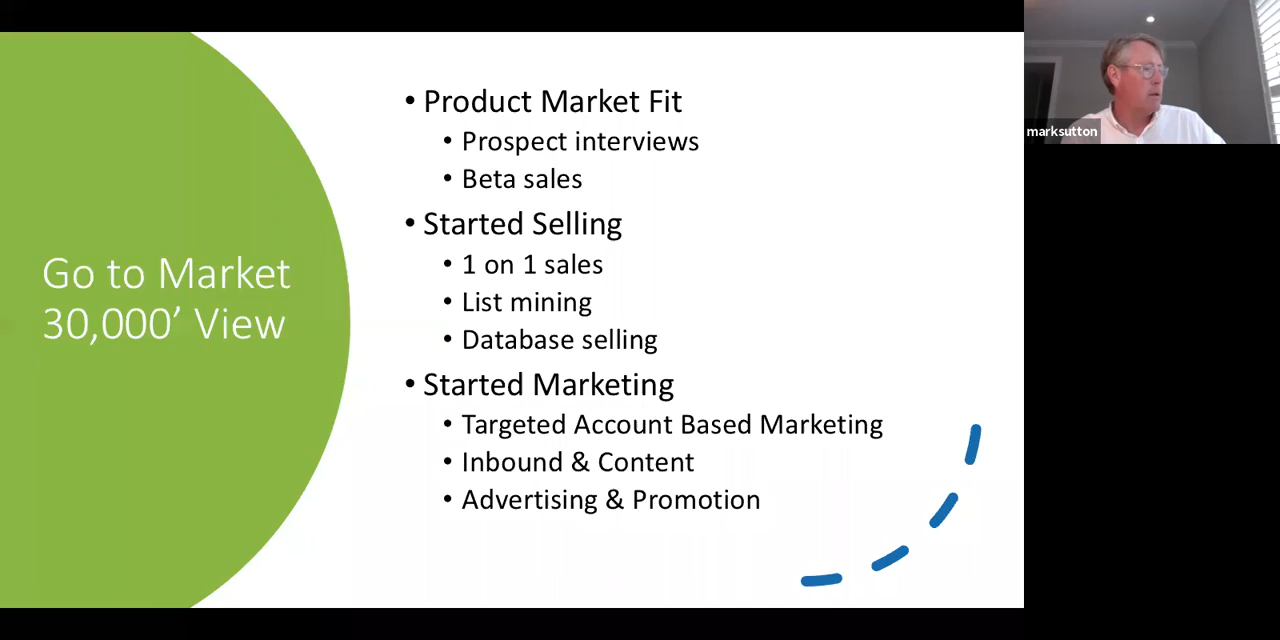 Go to Market
30,000’ View
• Product Market Fit
• Prospect interviews
• Beta sales
• Started Selling
• 1 on 1 sales
• List mining
• Database selling
• Started Marketing
• Targeted Account Based Marketing
• Inbound & Content
• Advertising & Promotion
marksutton